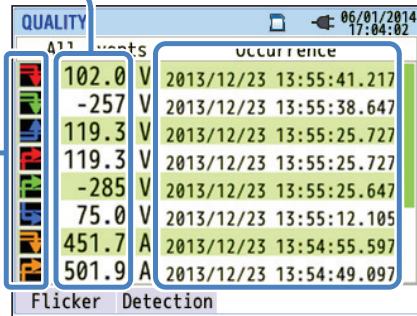 QUALITY 06/01/2014
17:04:02
All vents Occurrence
102.0 V 2013/12/23 13:55:41.217
-257 V 2013/12/23 13:55:38.647
119.3 V 2013/12/23 13:55:25.727
119.3 V 2013/12/23 13:55:25.727
-285 V 2013/12/23 13:55:25.647
75.0 V 2013/12/23 13:55:12.105
451.7 A 2013/12/23 13:54:55.597
501.9 A 2013/12/23 13:54:49.097
Flicker Detection